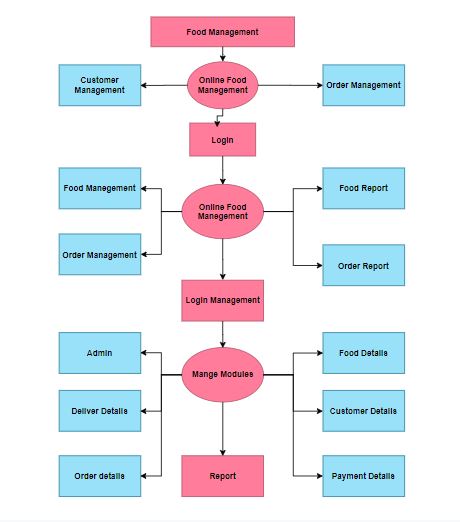 Food Management
Customer
Management
Online Food
Management
Order Management
Login
Food Manegement
Online Food
Menegement
Food Report
Order Management
Order Report
Login Management
Admin
Mange Modules
Food Details
Deliver Details
Customer Details
Order details
Report
Payment Details